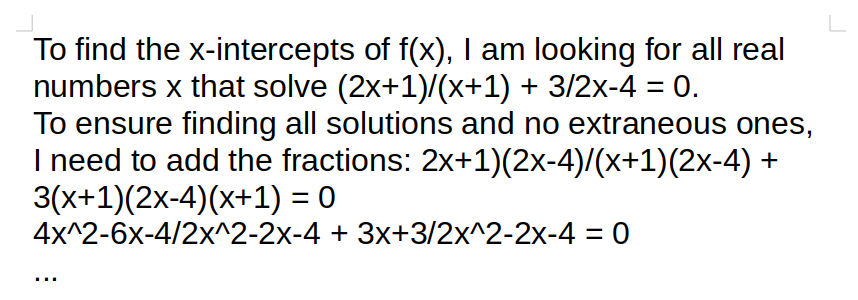 To find the x-intercepts of f(x), I am looking for all real
numbers x that solve (2x+1)/(x+1) + 3/2x-4 = 0.
To ensure finding all solutions and no extraneous ones,
I need to add the fractions: 2x+1)(2x-4)/(x+1)(2x-4) +
3(x+1)(2x-4)(x+1) = 0
4x^2-6x-4/2x^2-2x-4 + 3x+3/2x^2-2x-4 = 0
...